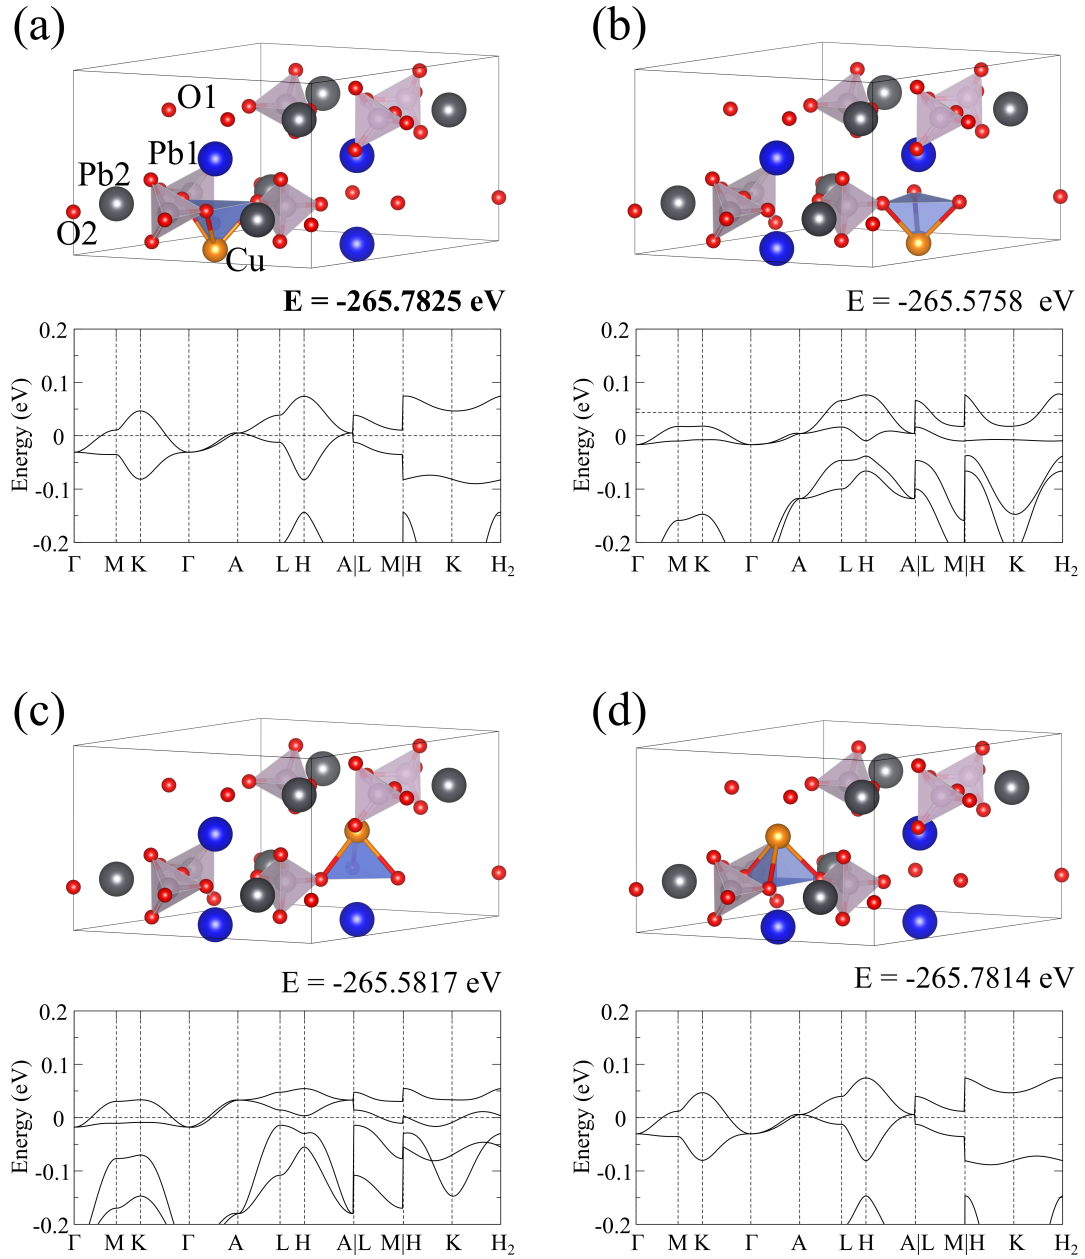 (a)
O1
Pb1
Pb2
O2
Cu
E = -265.7825 eV
Energy (eV)
0.2
0.1
0
-0.1
-0.2
Γ M K Γ A L H A|L M|H K H2
(b)
E = -265.5758 eV
Energy (eV)
0.2
0.1
0
-0.1
-0.2
Γ M K Γ A L H A|L M|H K H2
(c)
E = -265.5817 eV
Energy (eV)
0.2
0.1
0
-0.1
-0.2
Γ M K Γ A L H A|L M|H K H2
(d)
E = -265.7814 eV
Energy (eV)
0.2
0.1
0
-0.1
-0.2
Γ M K Γ A L H A|L M|H K H2